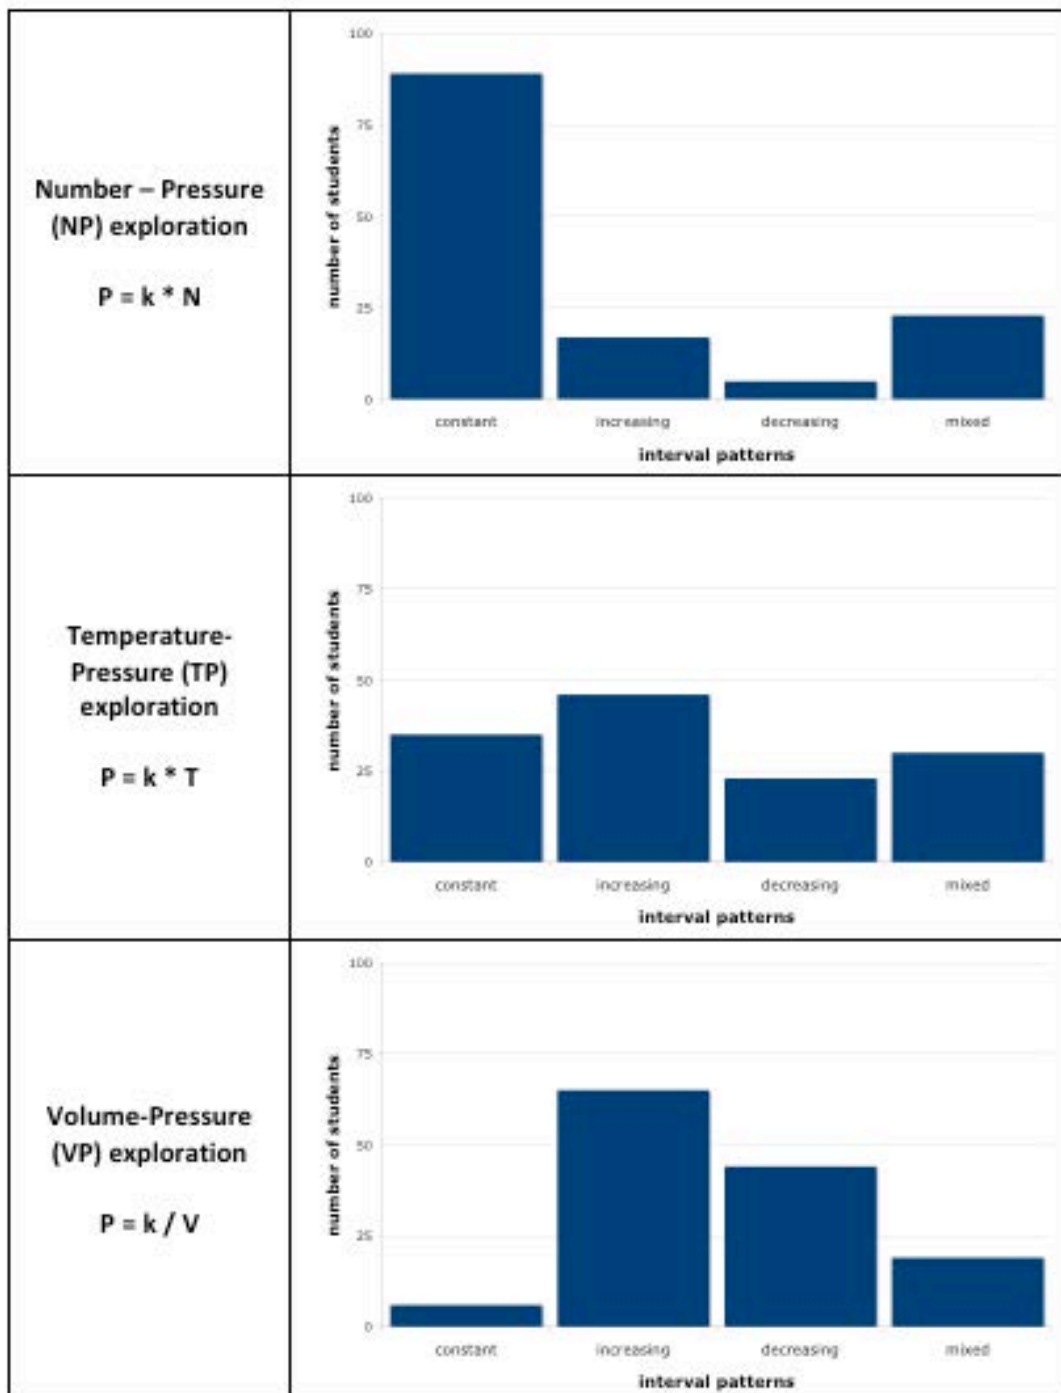 Number – Pressure
(NP) exploration
P = k * N
100
75
50
25
0
number of students
constant increasing decreasing mixed
interval patterns
Temperature-
Pressure (TP)
exploration
P = k * T
100
75
50
25
0
number of students
constant increasing decreasing mixed
interval patterns
Volume-Pressure
(VP) exploration
P = k / V
100
75
50
25
0
number of students
constant increasing decreasing mixed
interval patterns